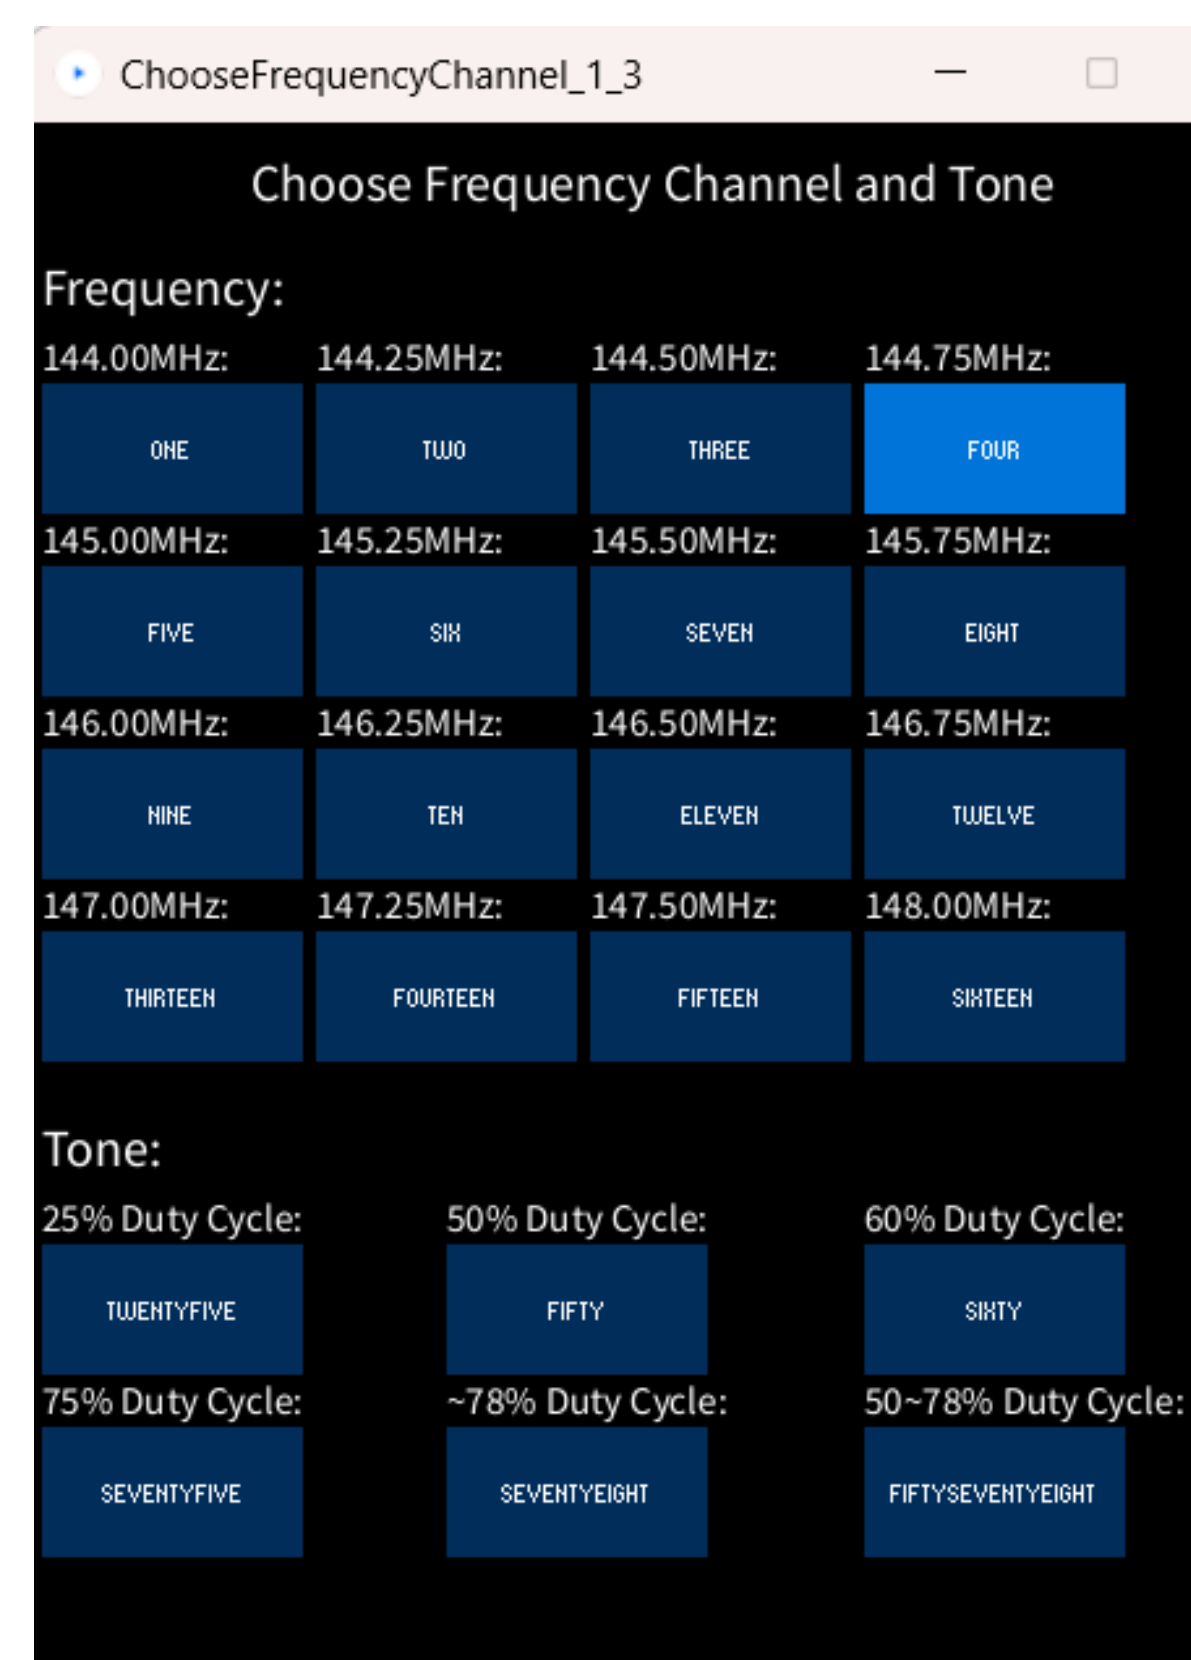 ChooseFrequencyChannel_1_3
Choose Frequency Channel and Tone
Frequency:
144.00MHz: 144.25MHz: 144.50MHz: 144.75MHz:
ONE TWO THREE FOUR
145.00MHz: 145.25MHz: 145.50MHz: 145.75MHz:
FIVE SIX SEVEN EIGHT
146.00MHz: 146.25MHz: 146.50MHz: 146.75MHz:
NINE TEN ELEVEN TWELVE
147.00MHz: 147.25MHz: 147.50MHz: 148.00MHz:
THIRTEEN FOURTEEN FIFTEEN SIXTEEN
Tone:
25% Duty Cycle: 50% Duty Cycle: 60% Duty Cycle:
TWENTYFIVE FIFTY SIXTY
75% Duty Cycle: ~78% Duty Cycle: 50~78% Duty Cycle:
SEVENTYFIVE SEVENTYEIGHT FIFTYSEVENTYEIGHT